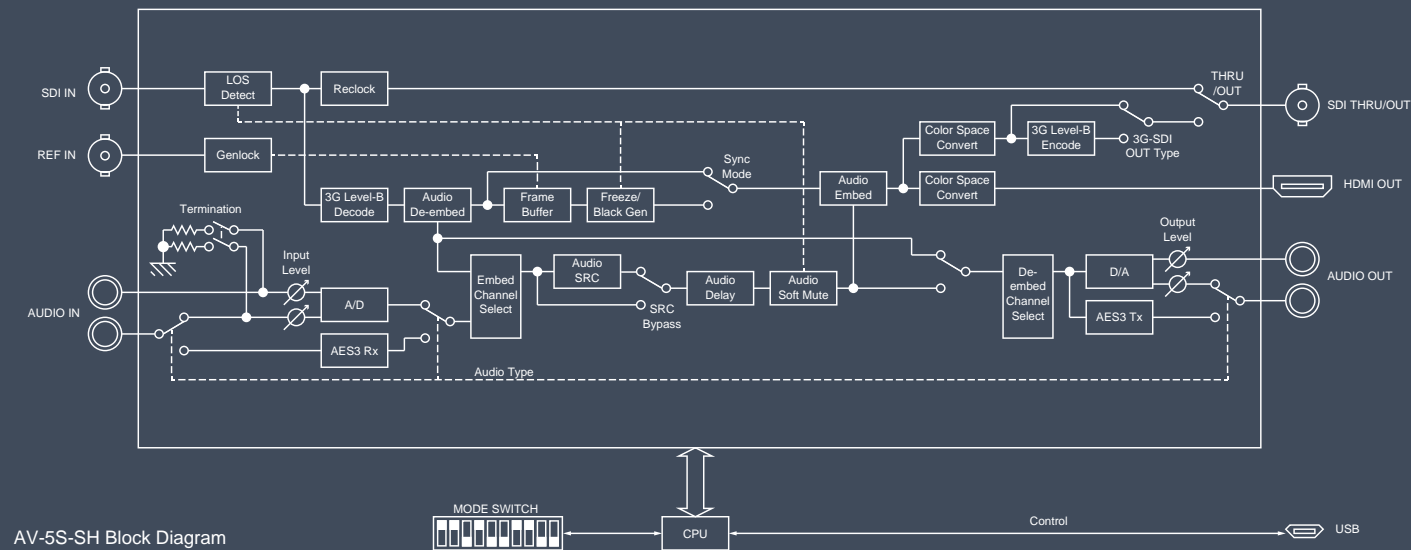 THRU
/OUT
SDI IN
LOS
Detect
Reclock
SDI THRU/OUT
REF IN
Genlock
Color Space
Convert
3G Level-B
Encode
3G-SDI
OUT Type
Sync
Mode
3G Level-B
Decode
Audio
De-embed
Frame
Buffer
Freeze/
Black Gen
Audio
Embed
Color Space
Convert
HDMI OUT
Termination
Input
Level
Output
Level
Embed
Channel
Select
Audio
SRC
Audio
Delay
Audio
Soft Mute
SRC
Bypass
De-
embed
Channel
Select
D/A
AES3 Tx
AUDIO OUT
AUDIO IN
A/D
AES3 Rx
Audio Type
MODE SWITCH
CPU
Control
USB
AV-5S-SH Block Diagram